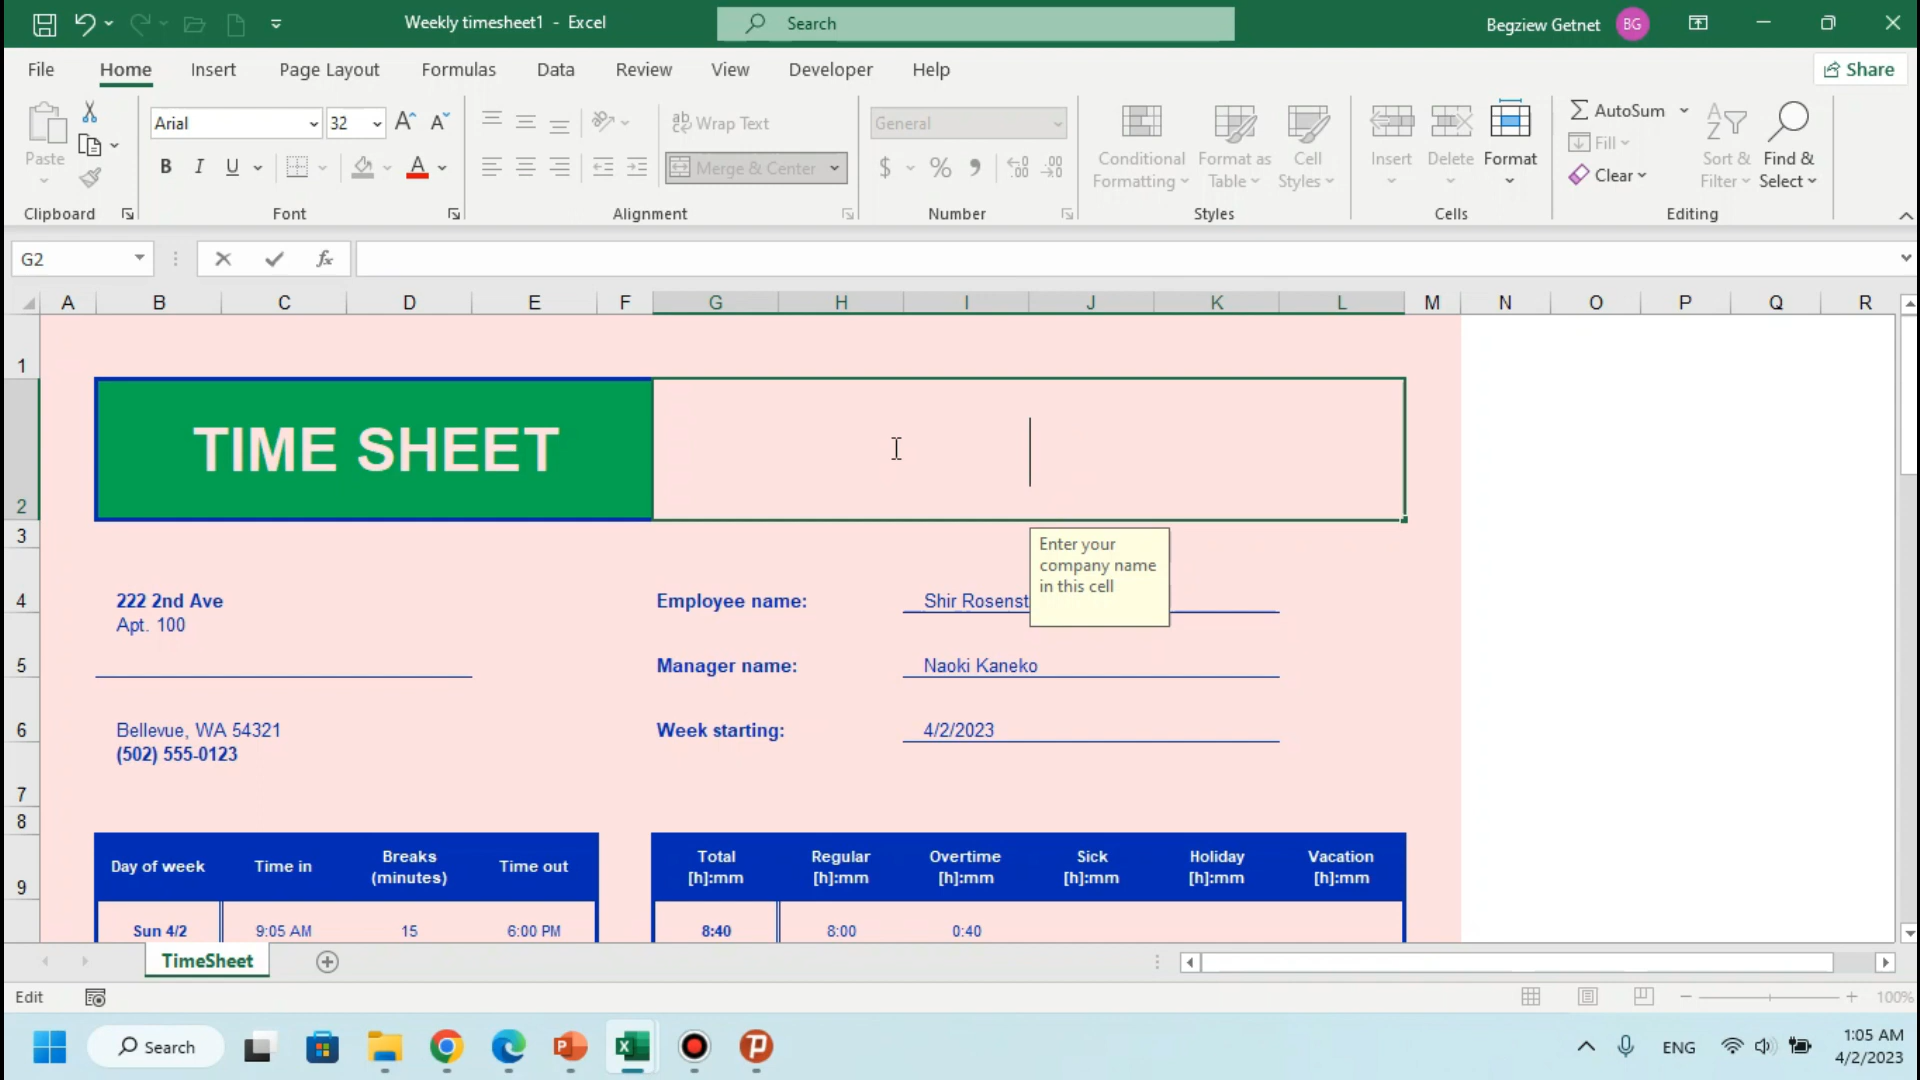 Weekly timesheet1 - Excel
Search
Begziew Getnet BG
File Home Insert Page Layout Formulas Data Review View Developer Help
Share
Paste
Clipboard
Arial 32
B I U
Font
Wrap Text
Merge & Center
Alignment
General
$ % 9 .00
Number
Conditional Formatting
Format as Table
Cell Styles
Styles
Insert Delete Format
Cells
AutoSum
Fill
Clear
Sort & Filter
Find & Select
Editing
G2
fx
A B C D E F G H I J K L M N O P Q R
1
2
TIME SHEET
Enter your
company name
in this cell
3
4
222 2nd Ave
Apt. 100
Employee name: Shir Rosenst
5
Manager name: Naoki Kaneko
6
Bellevue, WA 54321
(502) 555-0123
Week starting: 4/2/2023
7
8
9
Day of week Time in Breaks (minutes) Time out
Total [h]:mm Regular [h]:mm Overtime [h]:mm Sick [h]:mm Holiday [h]:mm Vacation [h]:mm
Sun 4/2 9:05 AM 15 6:00 PM 8:40 8:00 0:40
TimeSheet
Edit
100%
Search
ENG
1:05 AM
4/2/2023